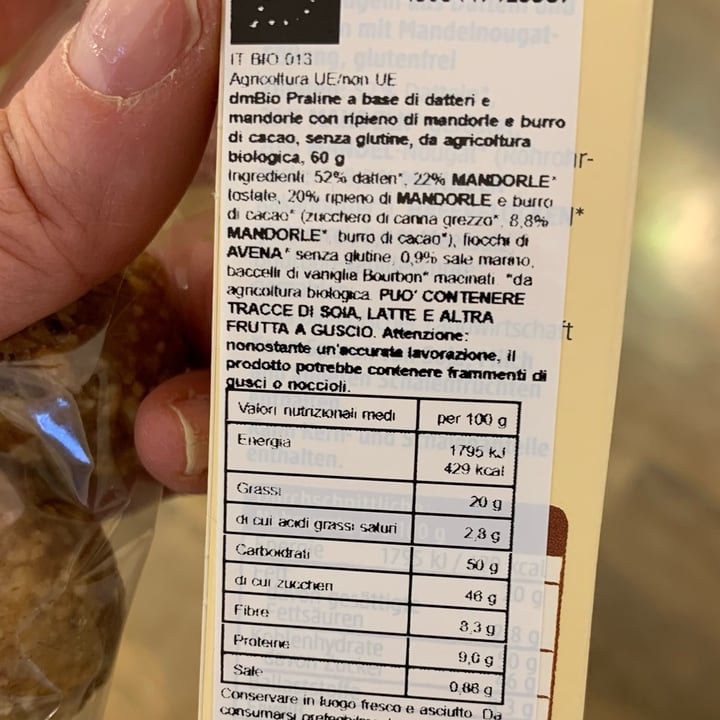 IT BIO 013
Agricoltura UE/non UE
dmBio Praline a base di datteri e
mandorle con ripieno di mandorle e burro
di cacao, senza glutine, da agricoltura
biologica, 60 g
Ingredienti: 52% datteri*, 22% MANDORLE*
tostate, 20% ripieno di MANDORLE e burro
di cacao* (zucchero di canna grezzo*, 8,8%
MANDORLE*, burro di cacao*), fiocchi di
AVENA* senza glutine, 0,9% sale marino,
baccelli di vaniglia Bourbon* macinati. *da
agricoltura biologica. PUO' CONTENERE
TRACCE DI SOIA, LATTE E ALTRA
FRUTTA A GUSCIO. Attenzione:
nonostante un'accurata lavorazione, il
prodotto potrebbe contenere frammenti di
gusci o noccioli.
Valori nutrizionali medi per 100 g
Energia 1795 kJ
429 kcal
Grassi 20 g
di cui acidi grassi saturi 2,8 g
Carboidrati 50 g
di cui zuccheri 46 g
Fibre 8,3 g
Proteine 9,0 g
Sale 0,88 g
Conservare in luogo fresco e asciutto. Da
consumarsi